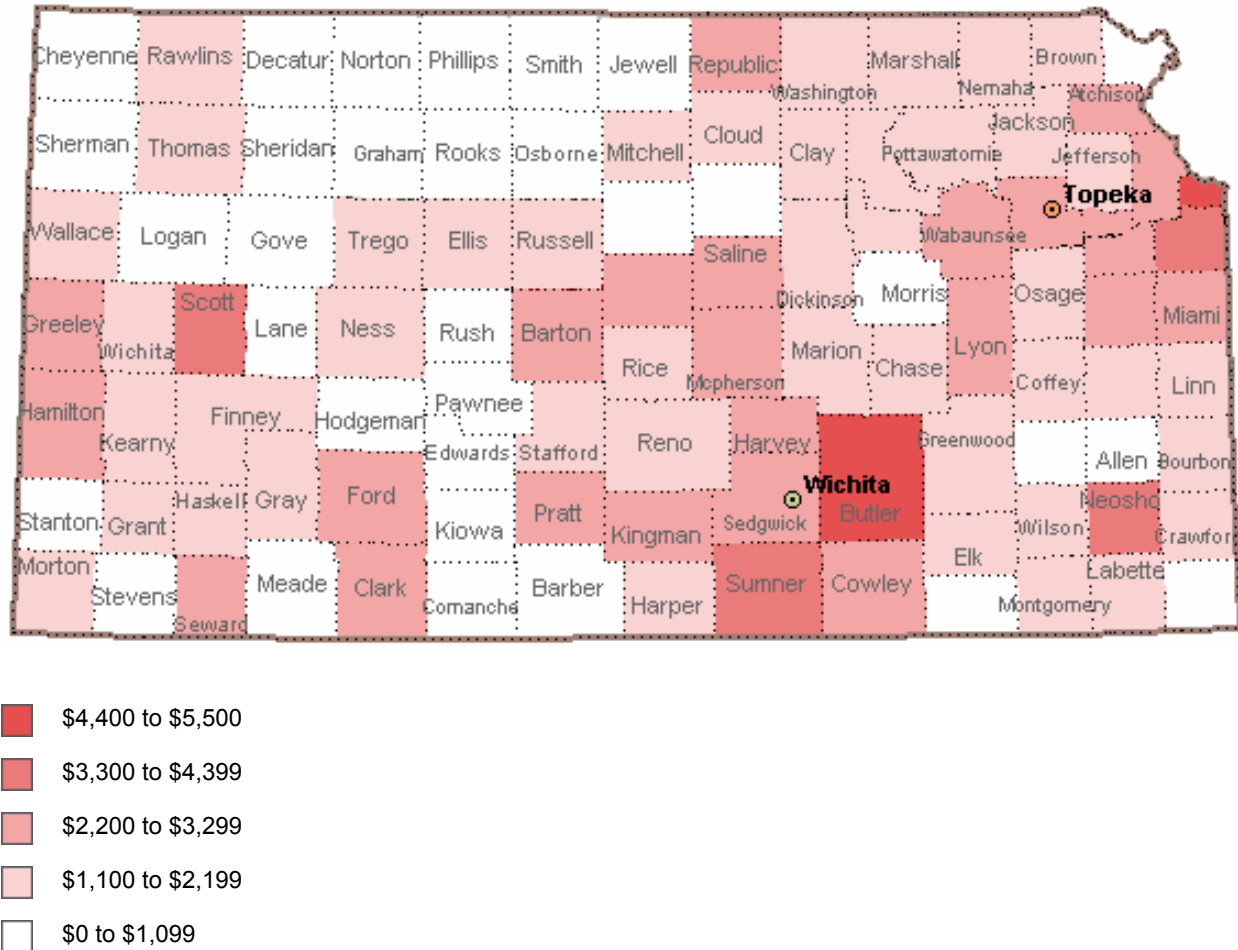 Cheyenne Rawlins Decatur Norton Phillips Smith Jewell Republic Marshall Brown
Washington Nemaha Atchison
Sherman Thomas Sheridan Graham Rooks Osborne Mitchell Cloud Clay Pottawatomie Jackson Jefferson
Topeka
Wallace Logan Gove Trego Ellis Russell Saline Wabaunsee
Greeley Wichita Scott Lane Ness Rush Barton Dickinson Morris Osage Miami
Rice Mcpherson Marion Chase Lyon Coffey Linn
Hamilton Kearny Finney Hodgeman Pawnee
Edwards Stafford Reno Harvey Greenwood Allen Bourbon
Wichita
Stanton Grant Haskell Gray Ford Kiowa Pratt Kingman Sedgwick Butler Wilson Neosho Crawfor
Morton Stevens Seward Meade Clark Comanche Barber Harper Sumner Cowley Elk Montgomery Labette
$4,400 to $5,500
$3,300 to $4,399
$2,200 to $3,299
$1,100 to $2,199
$0 to $1,099